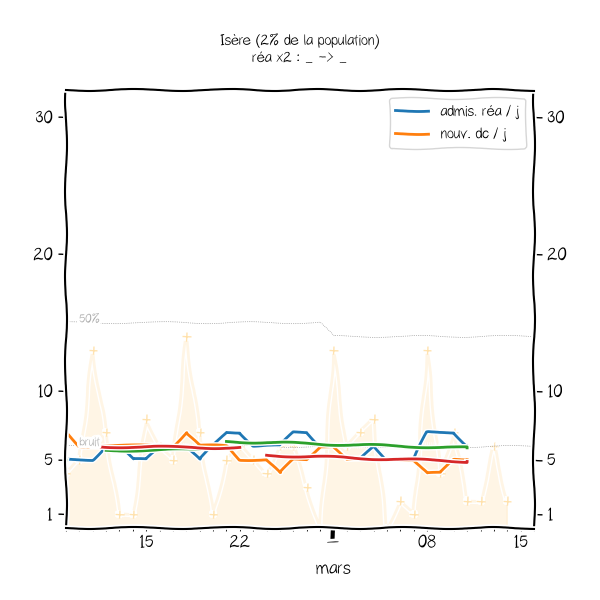 Isère (2% de la population)
réa x2 : _ -> _
admis. réa / j
nouv. dc / j
30
30
20
20
50%
10
10
bruit
5
5
1
1
15
22
08
15
mars